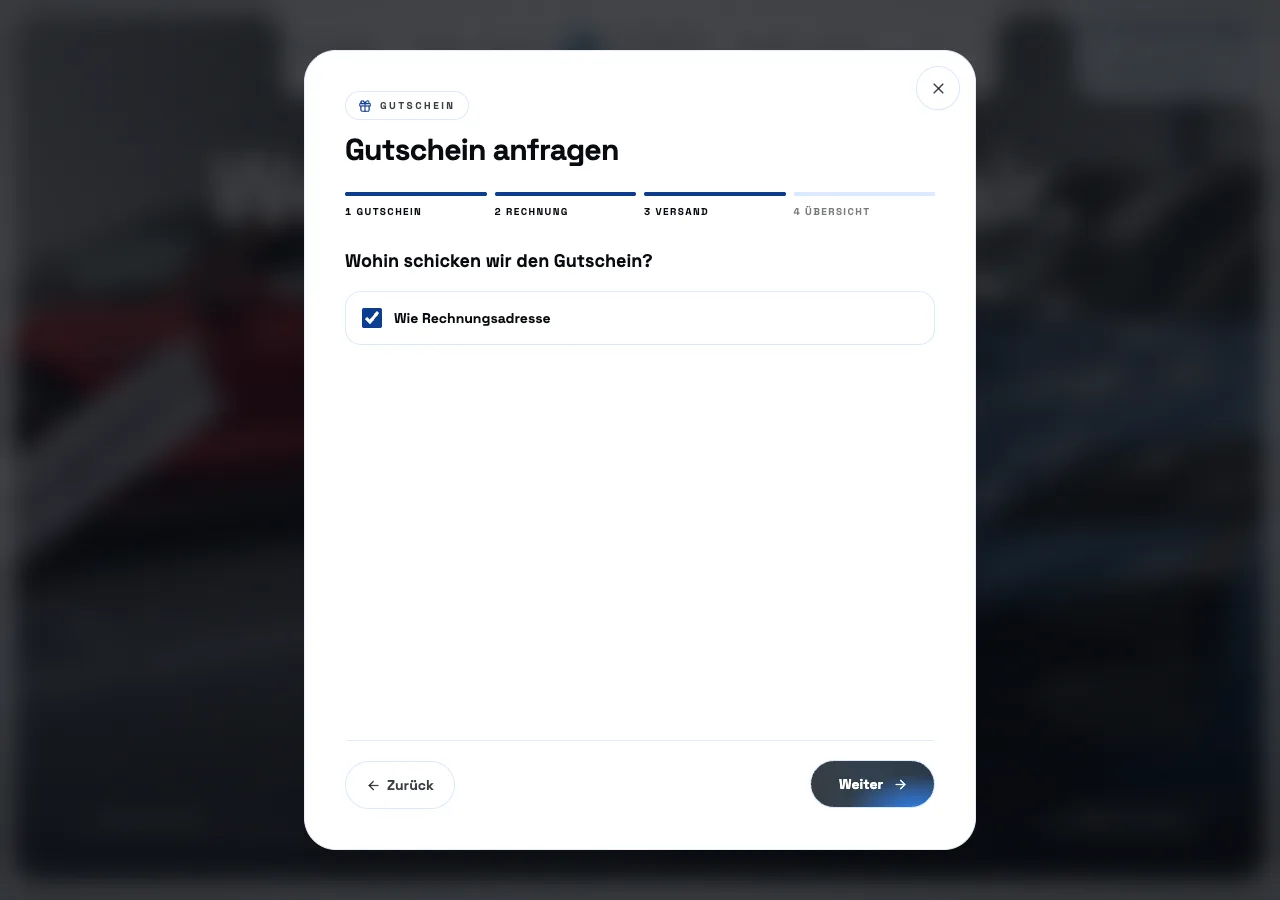 GUTSCHEIN
Gutschein anfragen
1 GUTSCHEIN
2 RECHNUNG
3 VERSAND
4 ÜBERSICHT
Wohin schicken wir den Gutschein?
Wie Rechnungsadresse
← Zurück
Weiter →